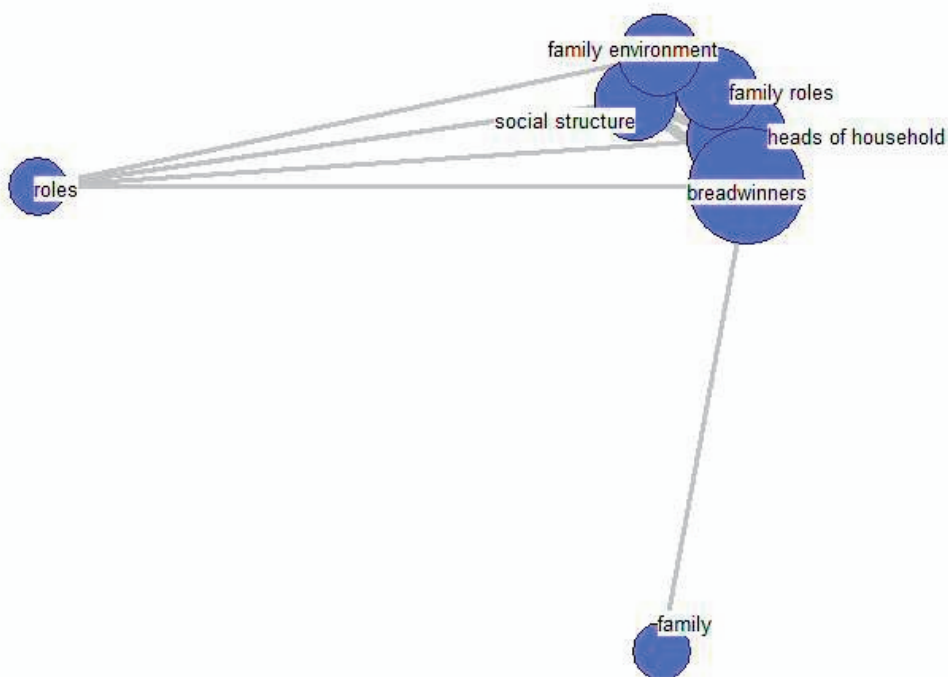 family environment
family roles
social structure
heads of household
roles
breadwinners
family